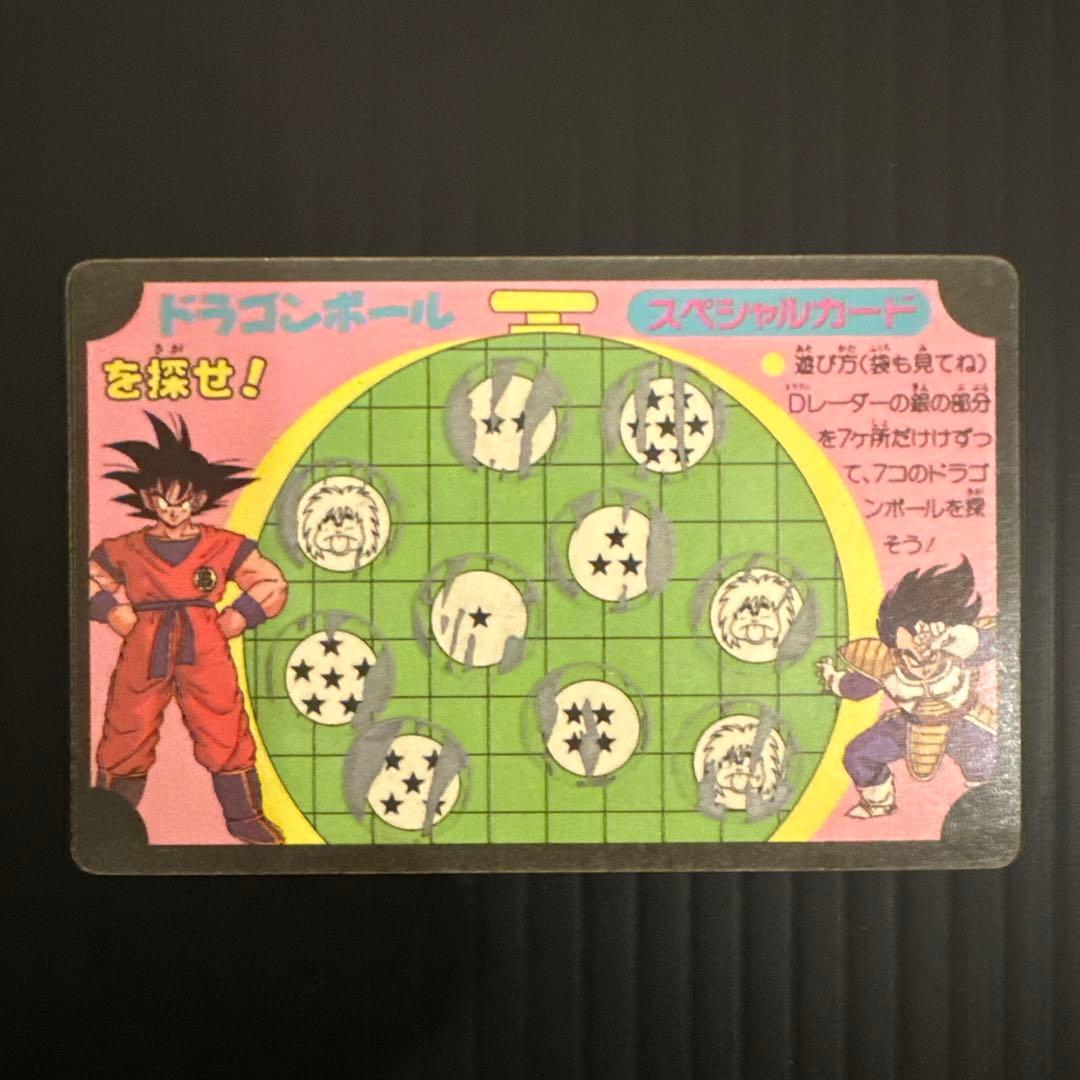 ドラゴンボール
を探せ!
スペシャルカード
遊び方(袋も見てね)
Dレーダーの銀の部分
を7ヶ所だけけずっ
て、7コのドラゴ
ンボールを探
そう!